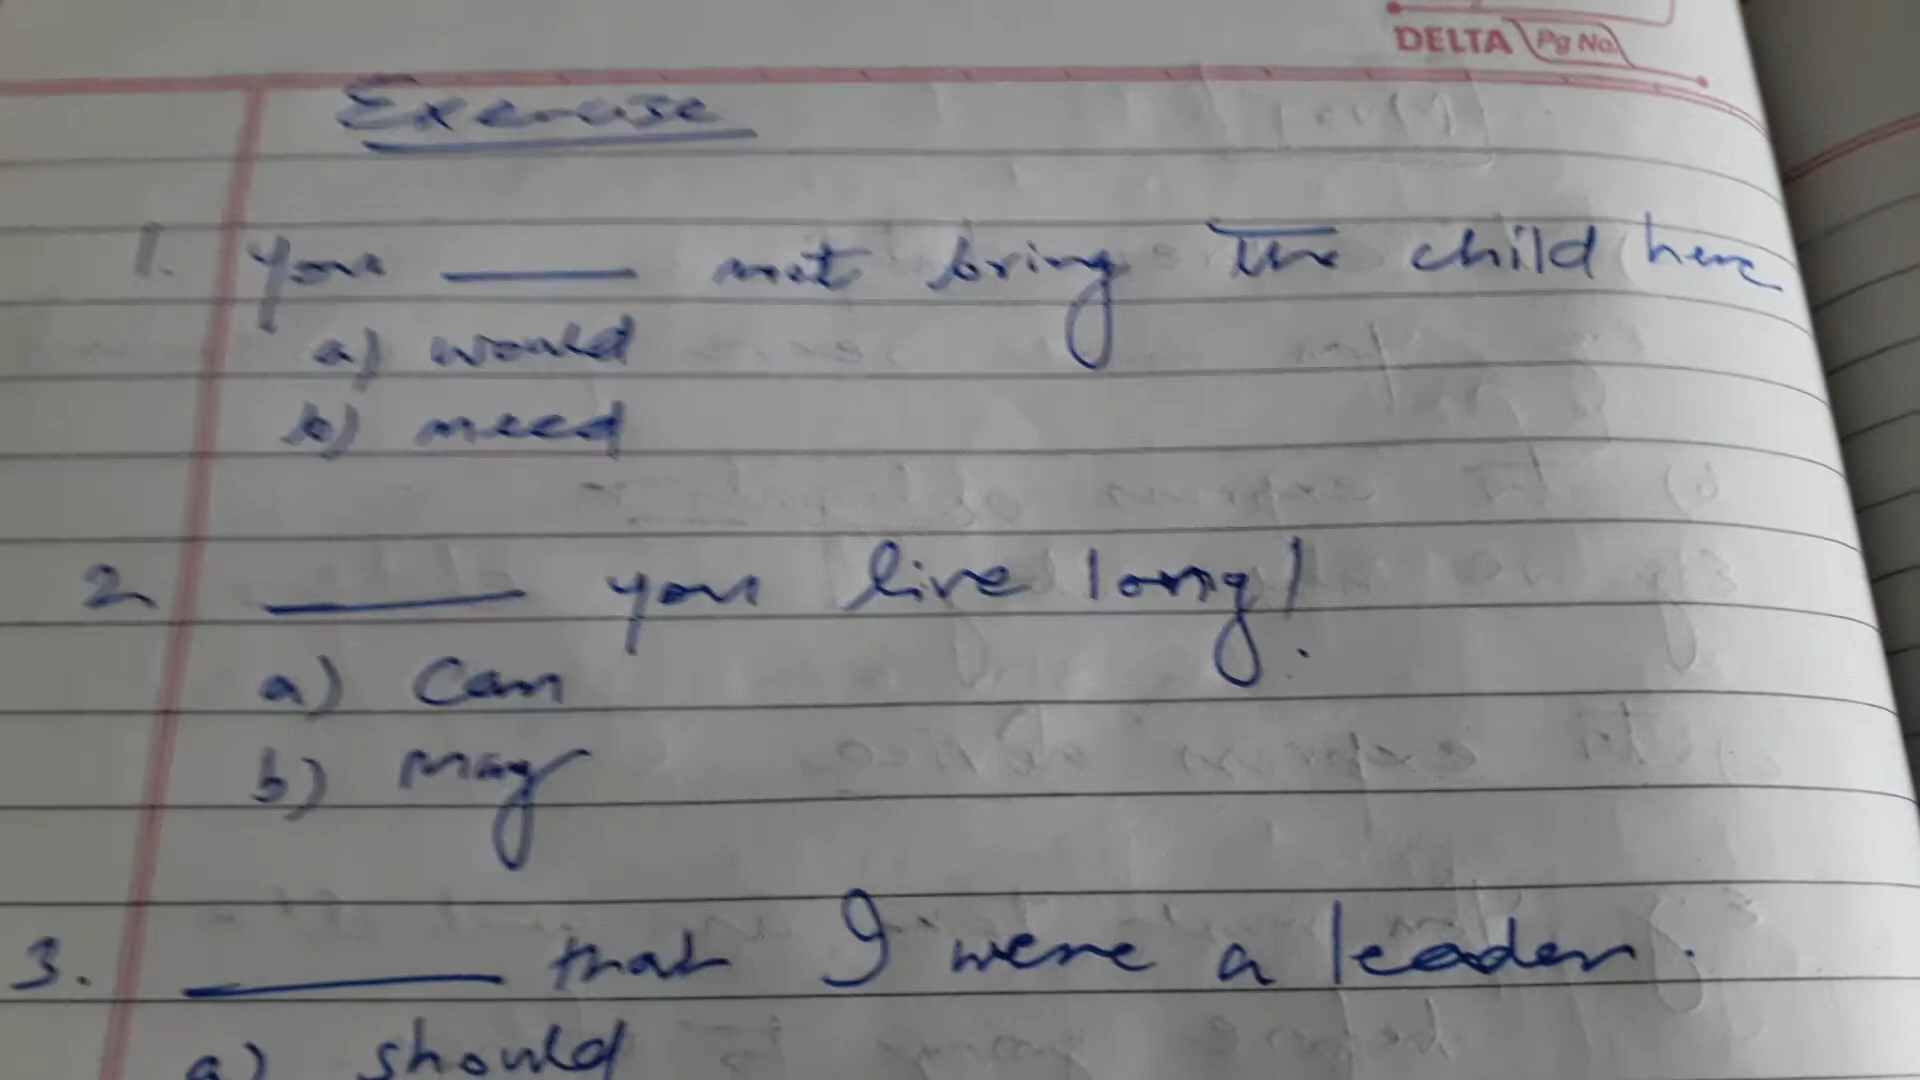 DELTA Pg No.
Exercise
1. You ______ not bring the child here
a) would
b) need
2. ______ you live long!
a) Can
b) may
3. ______ that I were a leader.
a) should